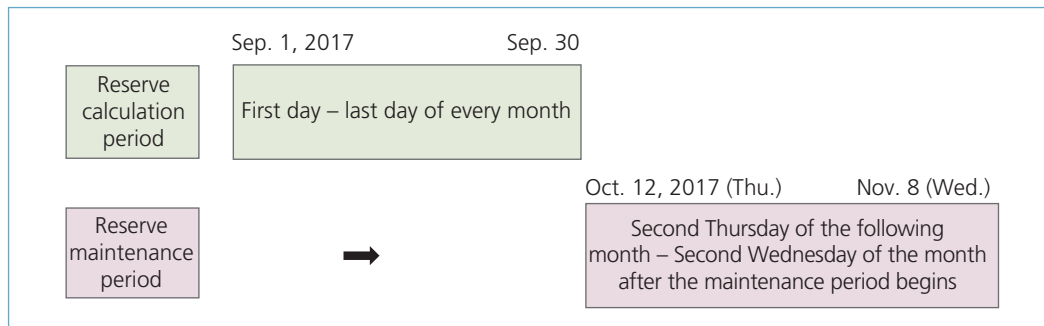 Sep. 1, 2017 Sep. 30
Reserve
calculation
period
First day – last day of every month
Oct. 12, 2017 (Thu.) Nov. 8 (Wed.)
Reserve
maintenance
period
Second Thursday of the following
month – Second Wednesday of the month
after the maintenance period begins